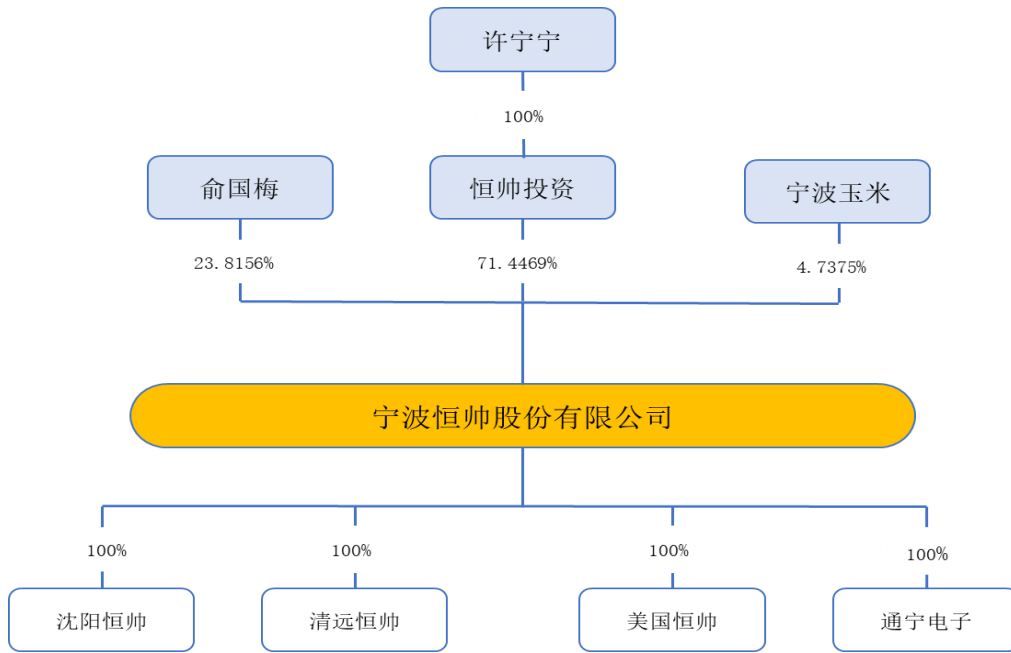 许宁宁
100%
俞国梅
恒帅投资
宁波玉米
23.8156%
71.4469%
4.7375%
宁波恒帅股份有限公司
100%
100%
100%
100%
沈阳恒帅
清远恒帅
美国恒帅
通宁电子